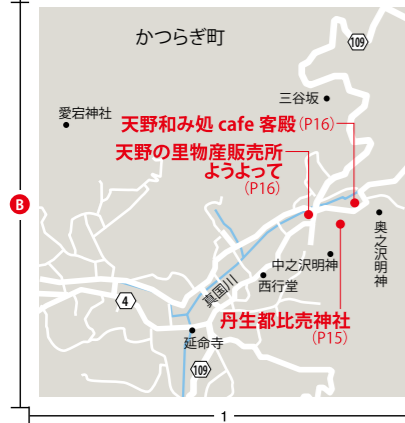 かつらぎ町
109
三谷坂
愛宕神社
天野和み処 cafe 客殿(P16)
天野の里物産販売所
ようよって
(P16)
B
奥之沢明神
中之沢明神
西行堂
真国川
4
丹生都比売神社
(P15)
延命寺
109
1